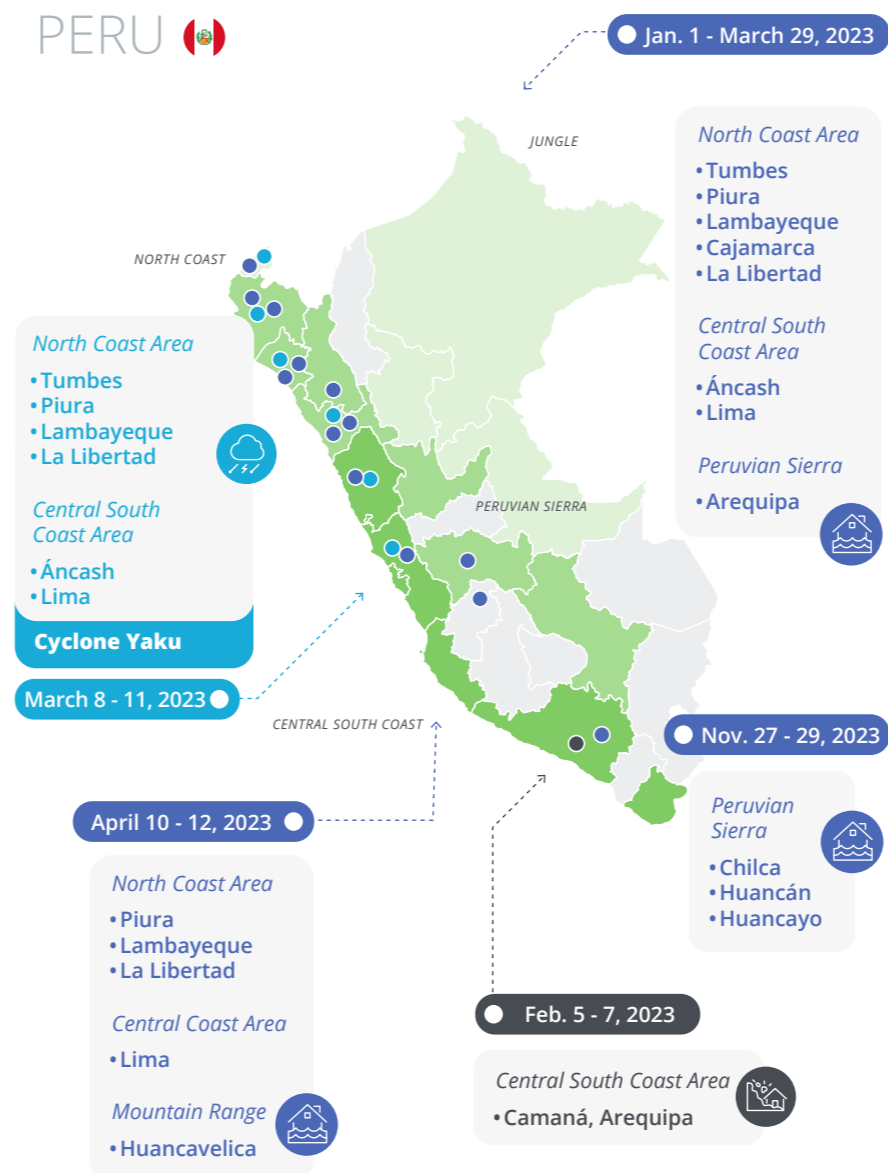 PERU
Jan. 1 - March 29, 2023
JUNGLE
North Coast Area
•Tumbes
•Piura
•Lambayeque
•Cajamarca
•La Libertad
Central South
Coast Area
•Áncash
•Lima
Peruvian Sierra
•Arequipa
NORTH COAST
North Coast Area
•Tumbes
•Piura
•Lambayeque
•La Libertad
Central South
Coast Area
•Áncash
•Lima
Cyclone Yaku
March 8 - 11, 2023
PERUVIAN SIERRA
CENTRAL SOUTH COAST
Nov. 27 - 29, 2023
Peruvian
Sierra
•Chilca
•Huancán
•Huancayo
April 10 - 12, 2023
North Coast Area
•Piura
•Lambayeque
•La Libertad
Central Coast Area
•Lima
Mountain Range
•Huancavelica
Feb. 5 - 7, 2023
Central South Coast Area
•Camaná, Arequipa